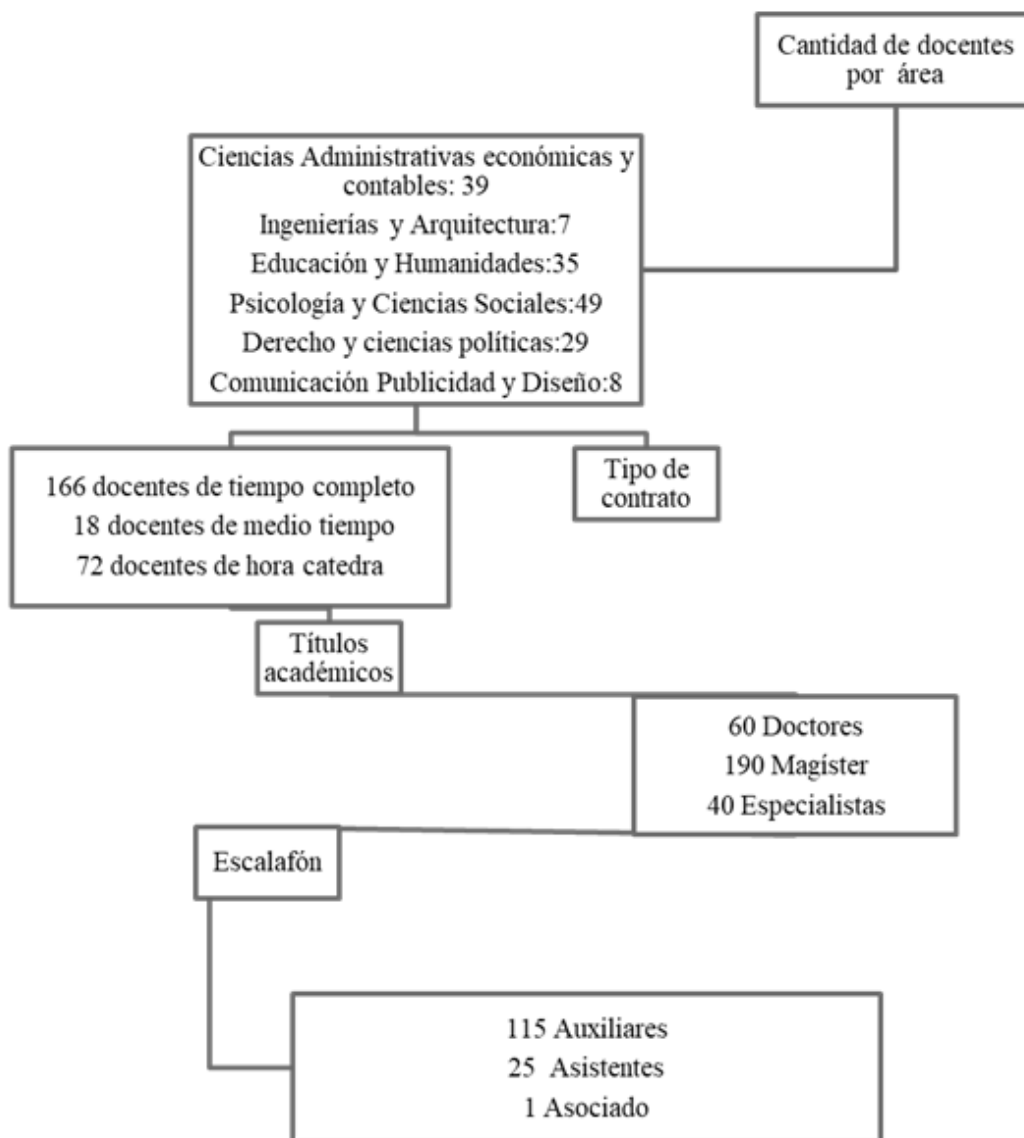 Cantidad de docentes
por área
Ciencias Administrativas económicas y
contables: 39
Ingenierías y Arquitectura:7
Educación y Humanidades:35
Psicología y Ciencias Sociales:49
Derecho y ciencias políticas:29
Comunicación Publicidad y Diseño:8
166 docentes de tiempo completo
18 docentes de medio tiempo
72 docentes de hora catedra
Tipo de
contrato
Títulos
académicos
60 Doctores
190 Magíster
40 Especialistas
Escalafón
115 Auxiliares
25 Asistentes
1 Asociado